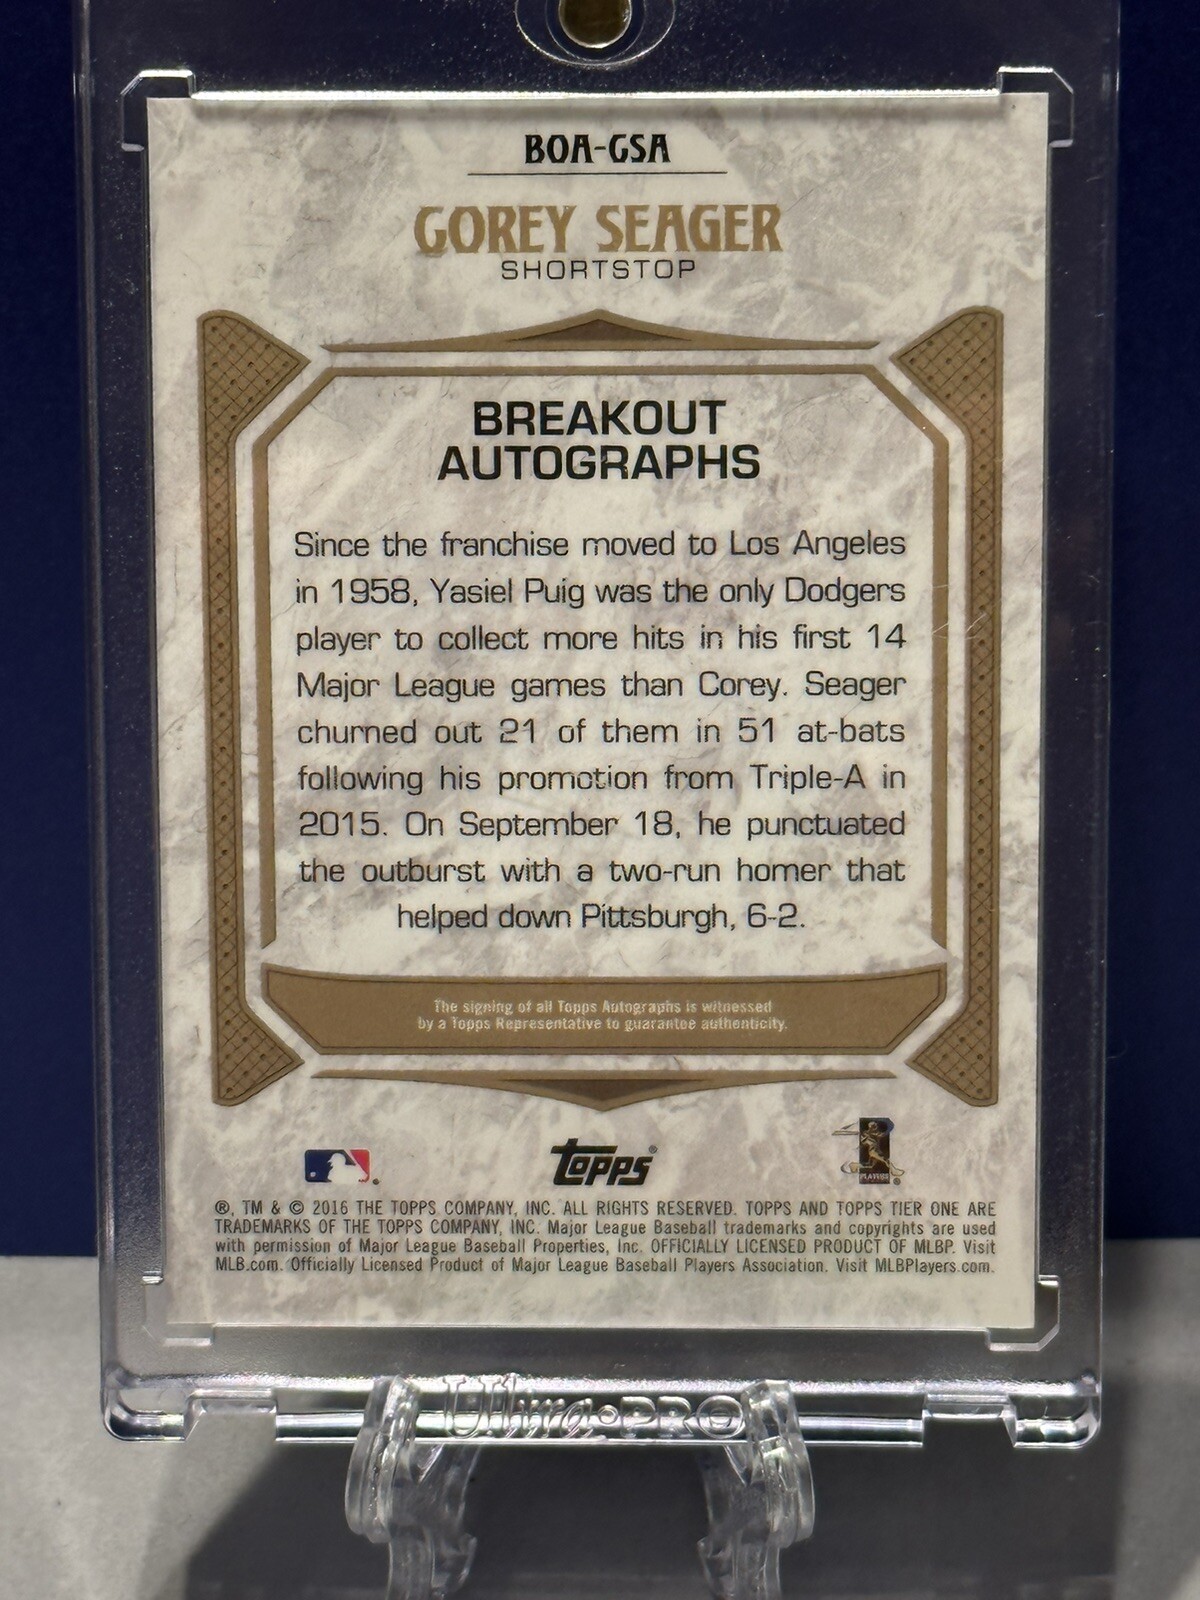 BOA-CSA
COREY SEAGER
SHORTSTOP
BREAKOUT
AUTOGRAPHS
Since the franchise moved to Los Angeles
in 1958, Yasiel Puig was the only Dodgers
player to collect more hits in his first 14
Major League games than Corey. Seager
churned out 21 of them in 51 at-bats
following his promotion from Triple-A in
2015. On September 18, he punctuated
the outburst with a two-run homer that
helped down Pittsburgh, 6-2.
The signing of all Topps Autographs is witnessed
by a Topps Representative to guarantee authenticity.
topps®
PLAYERS
®, TM & © 2016 THE TOPPS COMPANY, INC. ALL RIGHTS RESERVED. TOPPS AND TOPPS TIER ONE ARE
TRADEMARKS OF THE TOPPS COMPANY, INC. Major League Baseball trademarks and copyrights are used
with permission of Major League Baseball Properties, Inc. OFFICIALLY LICENSED PRODUCT OF MLBP. Visit
MLB.com. Officially Licensed Product of Major League Baseball Players Association. Visit MLBPlayers.com.
Ultra•PRO